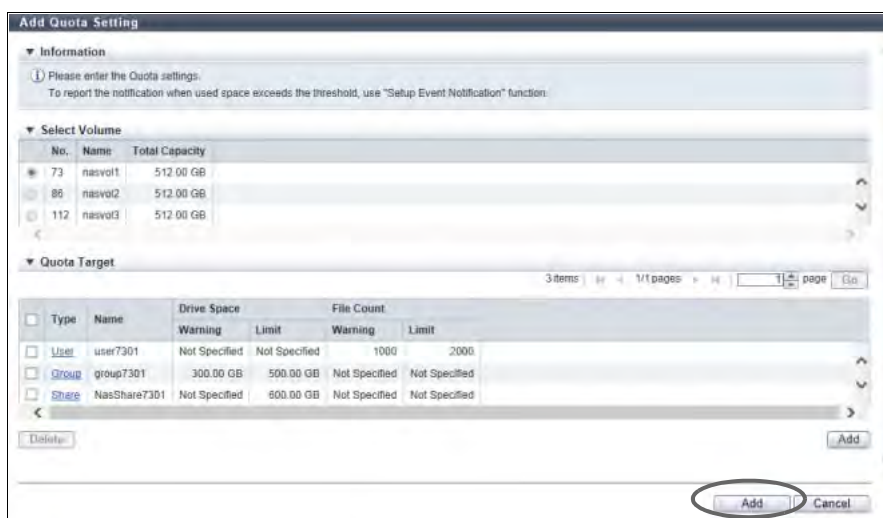 Add Quota Setting
Information
Please enter the Quota settings.
To report the notification when used space exceeds the threshold, use "Setup Event Notification" function.
Select Volume
No. Name Total Capacity
73 nasvol1 512.00 GB
86 nasvol2 512.00 GB
112 nasvol3 512.00 GB
Quota Target
3 items 1/1 pages 1 page Go
Type Name Drive Space File Count
Warning Limit Warning Limit
User user7301 Not Specified Not Specified 1000 2000
Group group7301 300.00 GB 500.00 GB Not Specified Not Specified
Share NasShare7301 Not Specified 600.00 GB Not Specified Not Specified
Delete Add
Add Cancel